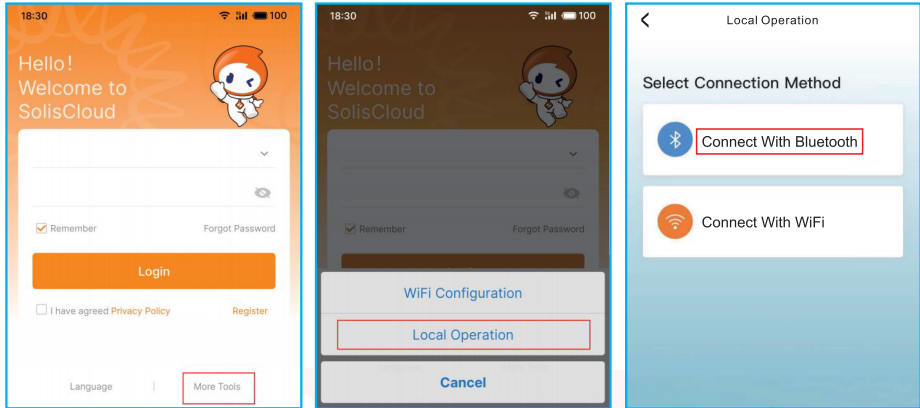 18:30
100
Hello!
Welcome to
SolisCloud
Remember
Forgot Password
Login
I have agreed Privacy Policy
Register
Language
More Tools
18:30
100
Hello!
Welcome to
SolisCloud
Remember
Forgot Password
WiFi Configuration
Local Operation
Cancel
Local Operation
Select Connection Method
Connect With Bluetooth
Connect With WiFi